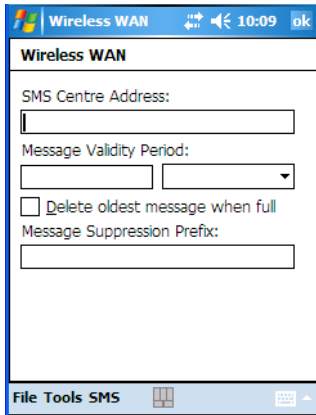 Wireless WAN 10:09 ok
Wireless WAN
SMS Centre Address:
Message Validity Period:
Delete oldest message when full
Message Suppression Prefix:
File Tools SMS